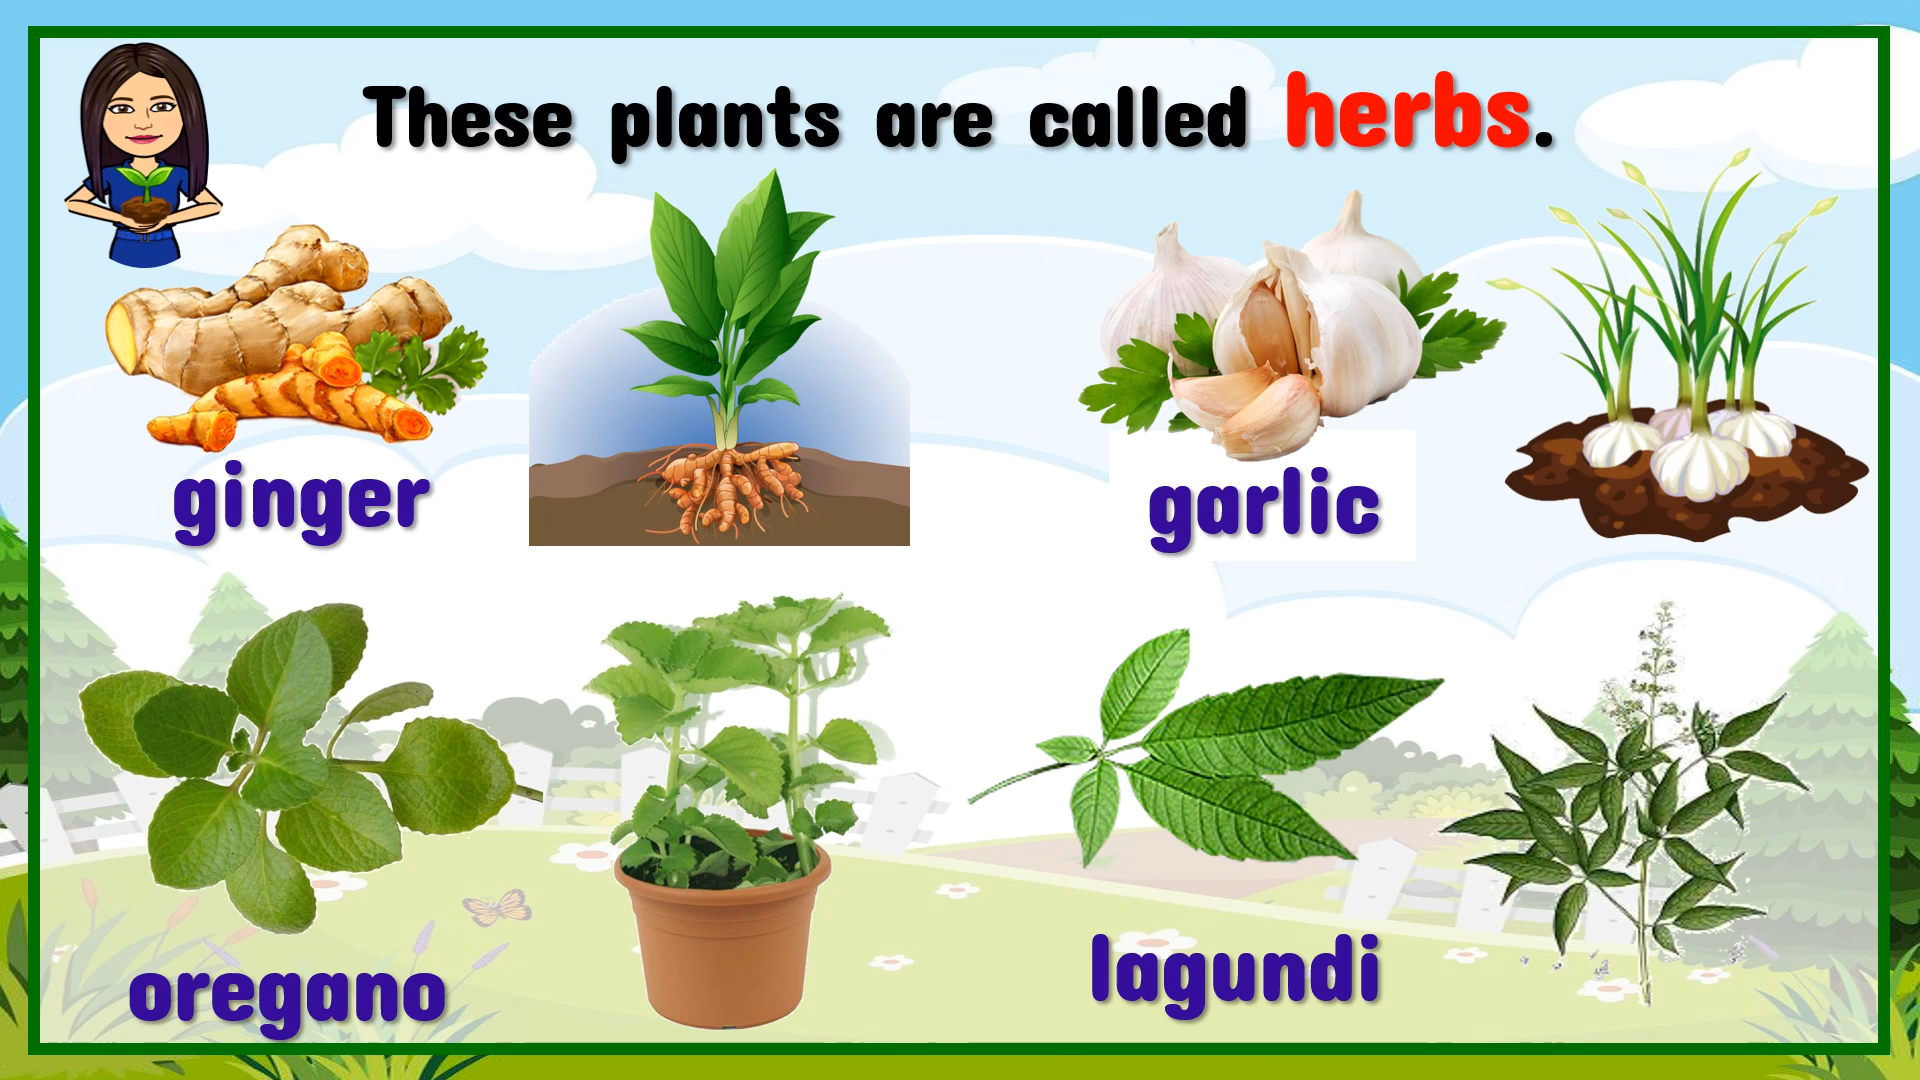 These plants are called herbs.
ginger
garlic
oregano
lagundi